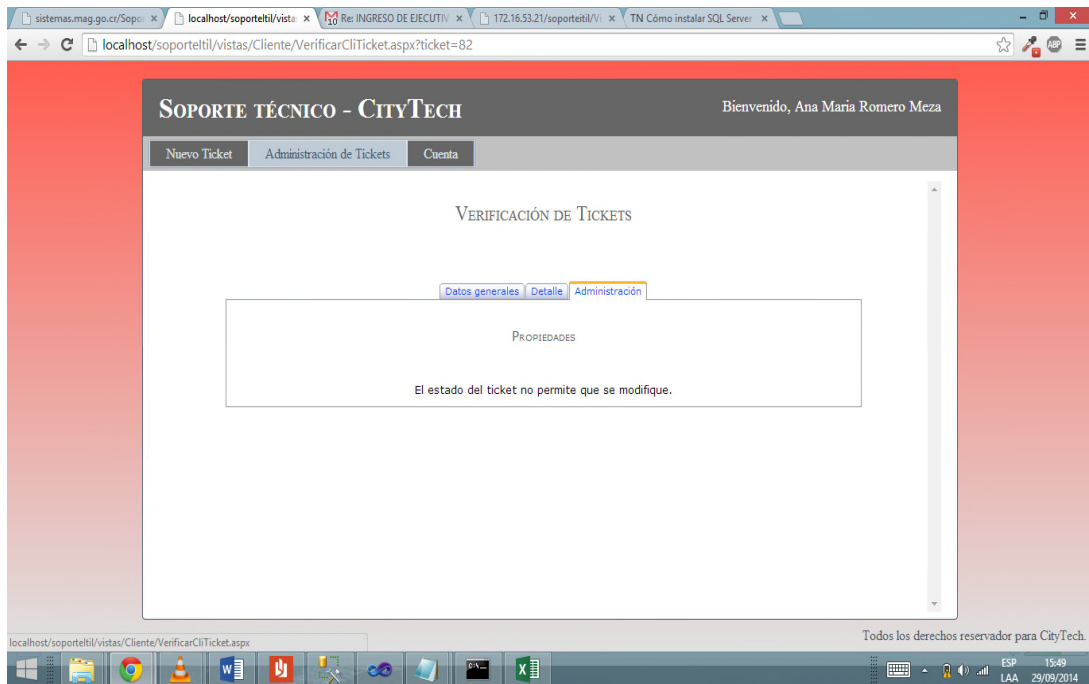 sistemas.mag.go.cr/Sopor
localhost/soporteltil/vista
Re: INGRESO DE EJECUTIV
172.16.53.21/soporteitil/Vi
TN Cómo instalar SQL Server
localhost/soporteltil/vistas/Cliente/VerificarCliTicket.aspx?ticket=82
ABP
SOPORTE TÉCNICO - CITYTECH
Bienvenido, Ana Maria Romero Meza
Nuevo Ticket
Administración de Tickets
Cuenta
VERIFICACIÓN DE TICKETS
Datos generales
Detalle
Administración
PROPIEDADES
El estado del ticket no permite que se modifique.
Todos los derechos reservador para CityTech.
localhost/soporteltil/vistas/Cliente/VerificarCliTicket.aspx
ESP
LAA
15:49
29/09/2014